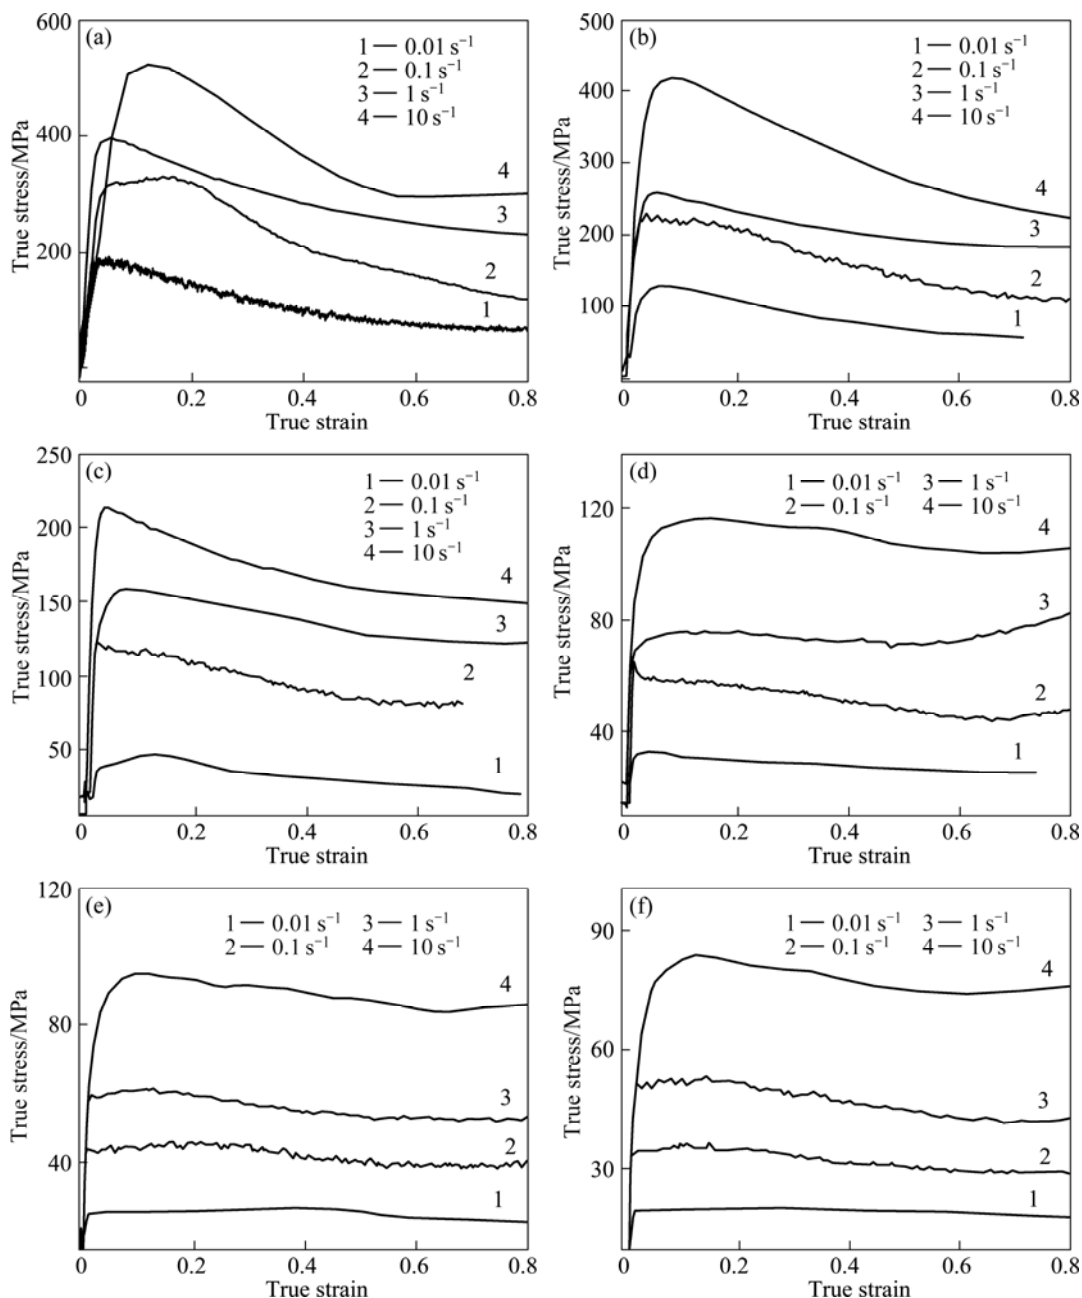 (a)
1 — 0.01 s⁻¹
2 — 0.1 s⁻¹
3 — 1 s⁻¹
4 — 10 s⁻¹
600
400
200
True stress/MPa
4
3
2
1
0
0.2
0.4
0.6
0.8
True strain
(b)
1 — 0.01 s⁻¹
2 — 0.1 s⁻¹
3 — 1 s⁻¹
4 — 10 s⁻¹
500
400
300
200
100
True stress/MPa
4
3
2
1
0
0.2
0.4
0.6
0.8
True strain
(c)
1 — 0.01 s⁻¹
2 — 0.1 s⁻¹
3 — 1 s⁻¹
4 — 10 s⁻¹
250
200
150
100
50
True stress/MPa
4
3
2
1
0
0.2
0.4
0.6
0.8
True strain
(d)
1 — 0.01 s⁻¹ 3 — 1 s⁻¹
2 — 0.1 s⁻¹ 4 — 10 s⁻¹
120
80
40
True stress/MPa
4
3
2
1
0
0.2
0.4
0.6
0.8
True strain
(e)
1 — 0.01 s⁻¹ 3 — 1 s⁻¹
2 — 0.1 s⁻¹ 4 — 10 s⁻¹
120
80
40
True stress/MPa
4
3
2
1
0
0.2
0.4
0.6
0.8
True strain
(f)
1 — 0.01 s⁻¹ 3 — 1 s⁻¹
2 — 0.1 s⁻¹ 4 — 10 s⁻¹
90
60
30
True stress/MPa
4
3
2
1
0
0.2
0.4
0.6
0.8
True strain